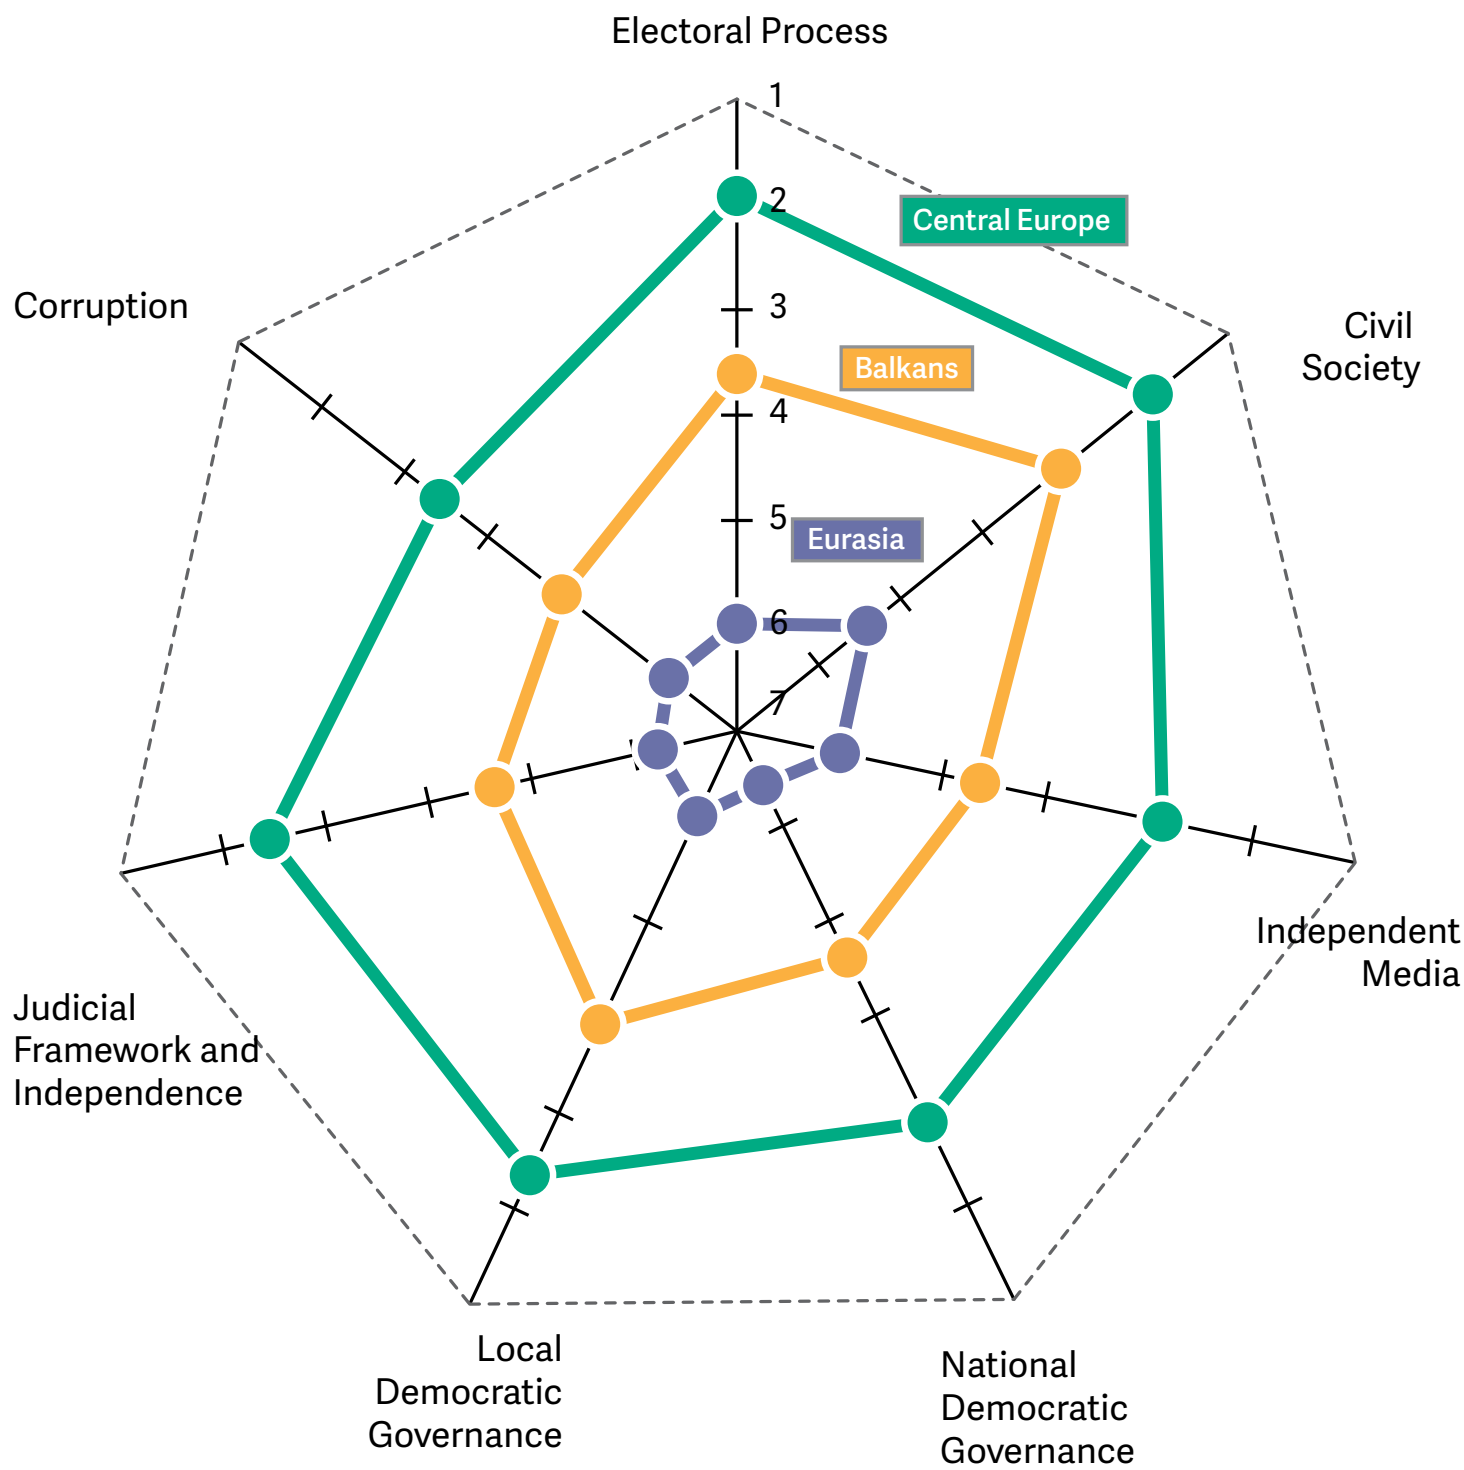 Electoral Process
1
2
Central Europe
Corruption
3
Civil
Society
Balkans
4
5
Eurasia
6
7
Independent
Media
Judicial
Framework and
Independence
Local
Democratic
Governance
National
Democratic
Governance